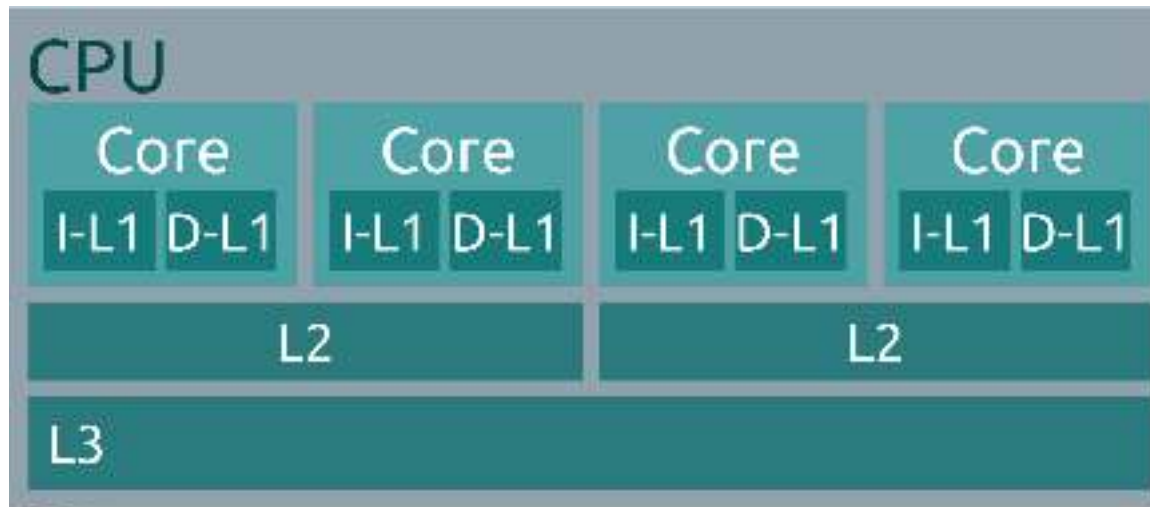 CPU
Core Core Core Core
I-L1 D-L1 I-L1 D-L1 I-L1 D-L1 I-L1 D-L1
L2 L2
L3